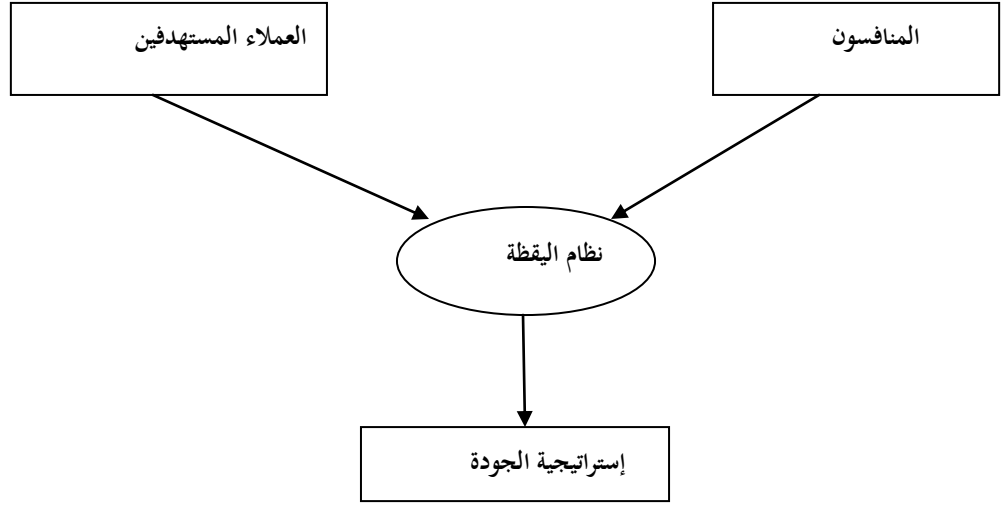 المنافسون
العملاء المستهدفين
نظام اليقظة
إستراتيجية الجودة